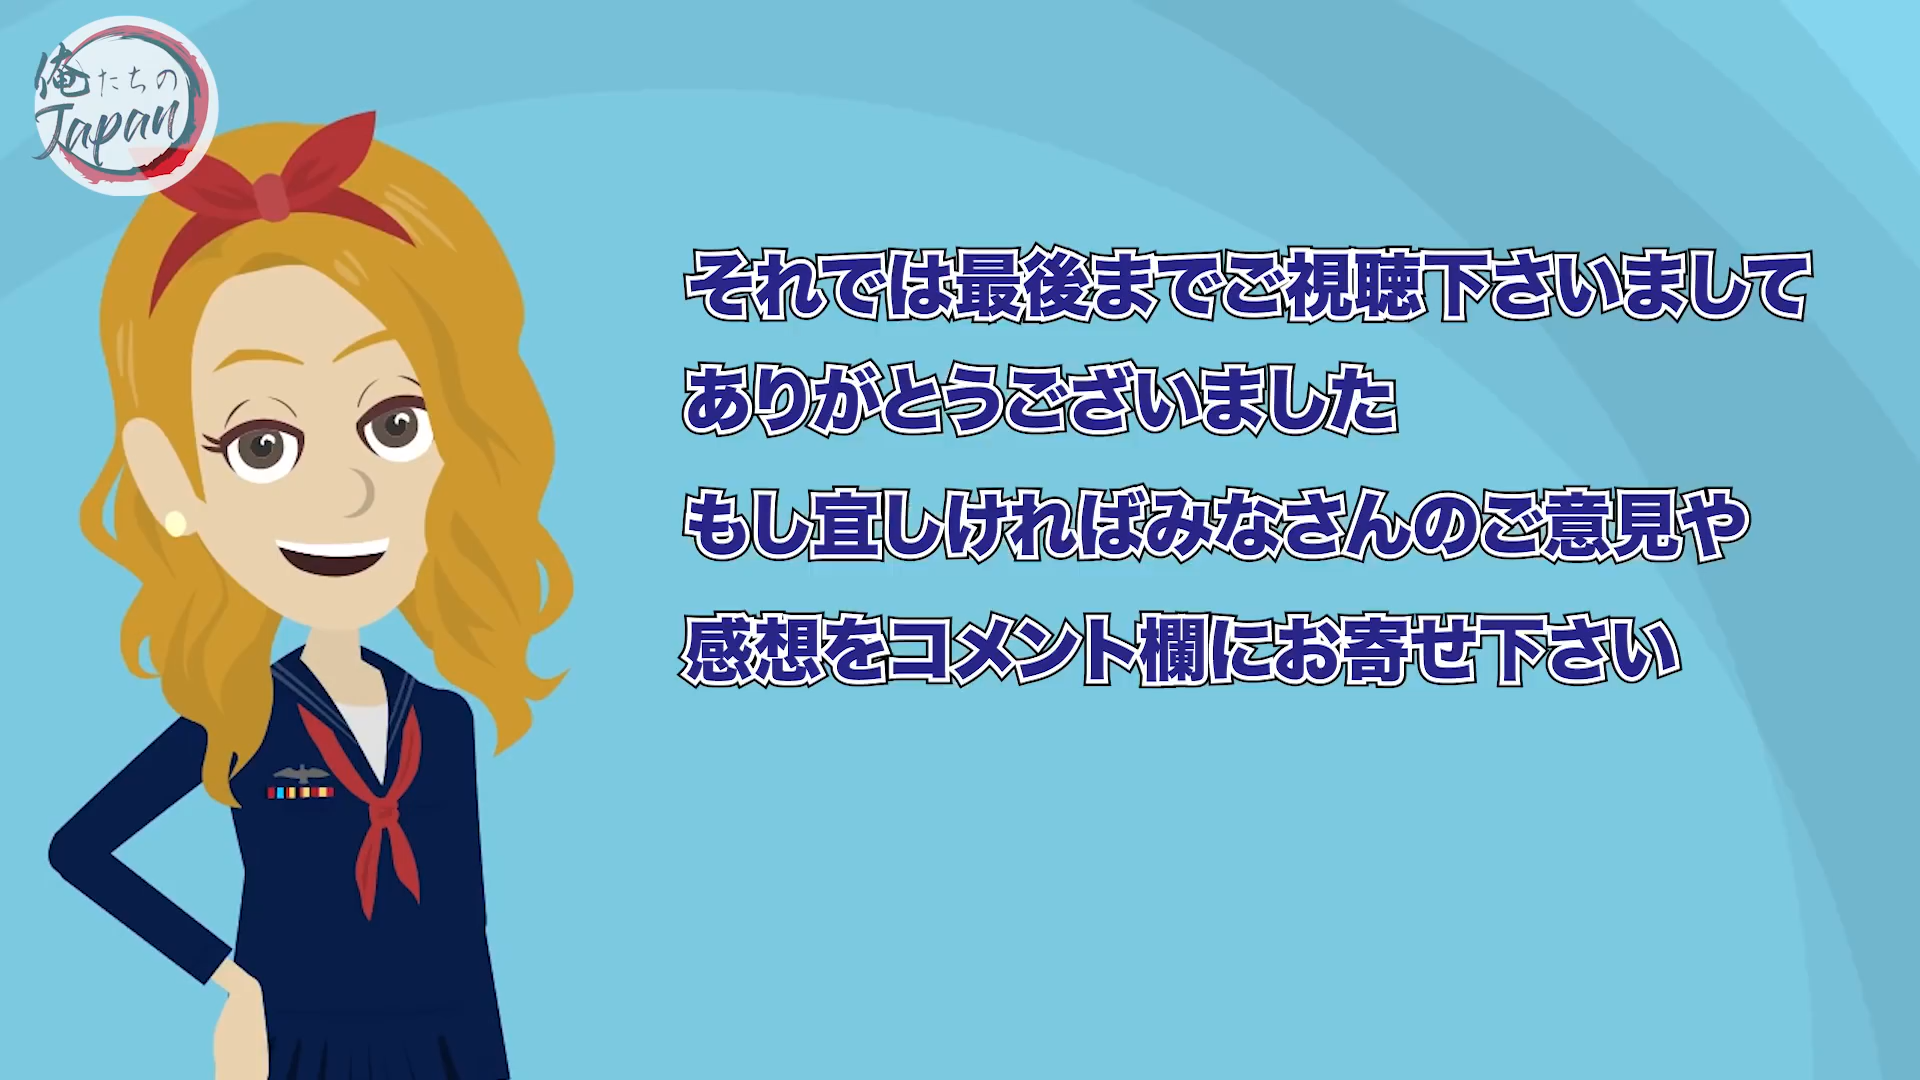 俺たちの
Japan
それでは最後までご視聴下さいまして
ありがとうございました
もし宜しければみなさんのご意見や
感想をコメント欄にお寄せ下さい